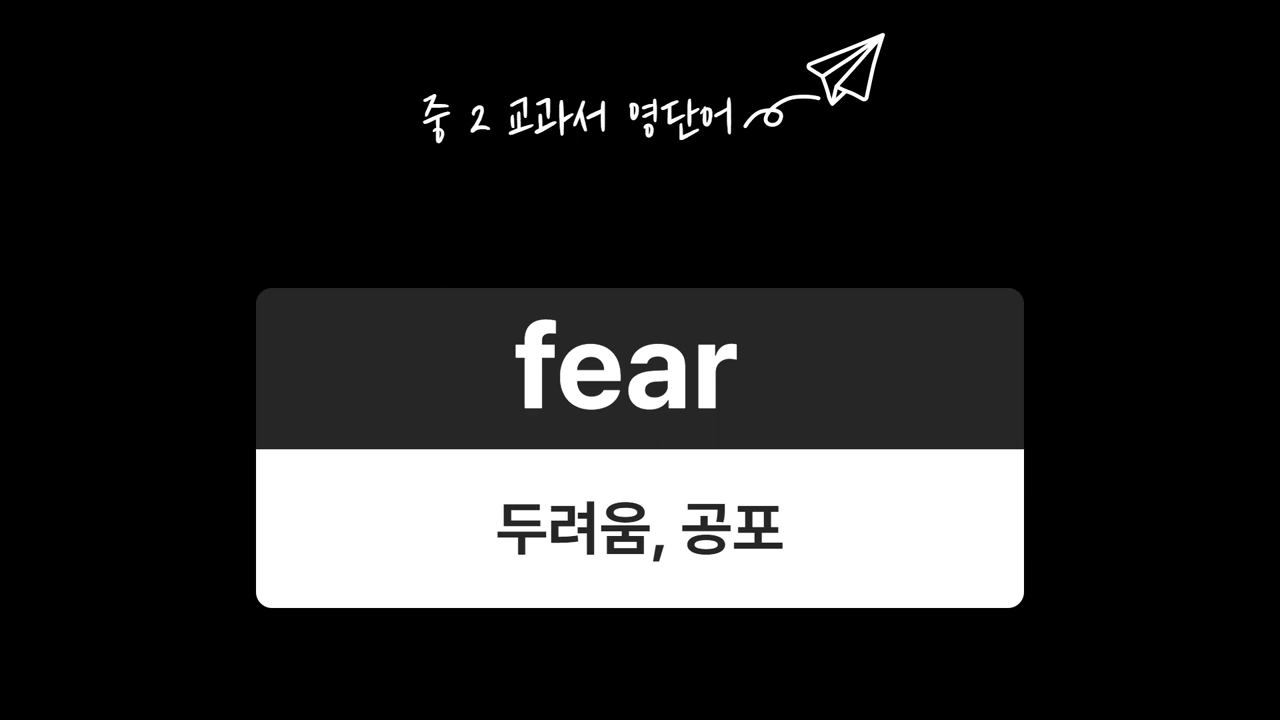 중 2 교과서 영단어
fear
두려움, 공포